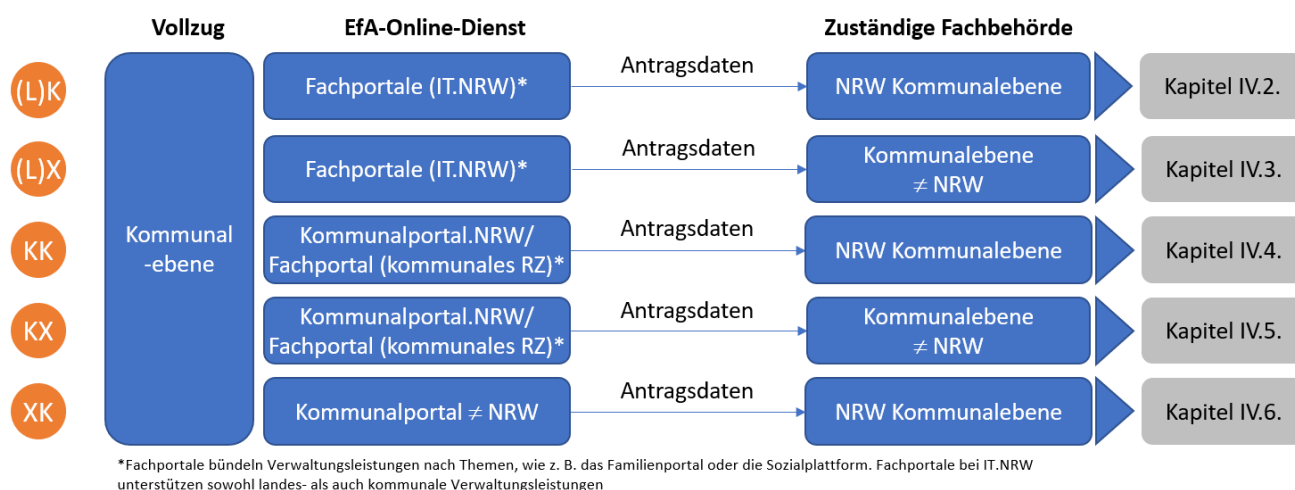 Vollzug EfA-Online-Dienst Zuständige Fachbehörde
(L)K Fachportale (IT.NRW)* Antragsdaten NRW Kommunalebene Kapitel IV.2.
(L)X Fachportale (IT.NRW)* Antragsdaten Kommunalebene
≠ NRW Kapitel IV.3.
Kommunal
-ebene
KK Kommunalportal.NRW/
Fachportal (kommunales RZ)* Antragsdaten NRW Kommunalebene Kapitel IV.4.
KX Kommunalportal.NRW/
Fachportal (kommunales RZ)* Antragsdaten Kommunalebene
≠ NRW Kapitel IV.5.
XK Kommunalportal ≠ NRW Antragsdaten NRW Kommunalebene Kapitel IV.6.
*Fachportale bündeln Verwaltungsleistungen nach Themen, wie z. B. das Familienportal oder die Sozialplattform. Fachportale bei IT.NRW
unterstützen sowohl landes- als auch kommunale Verwaltungsleistungen